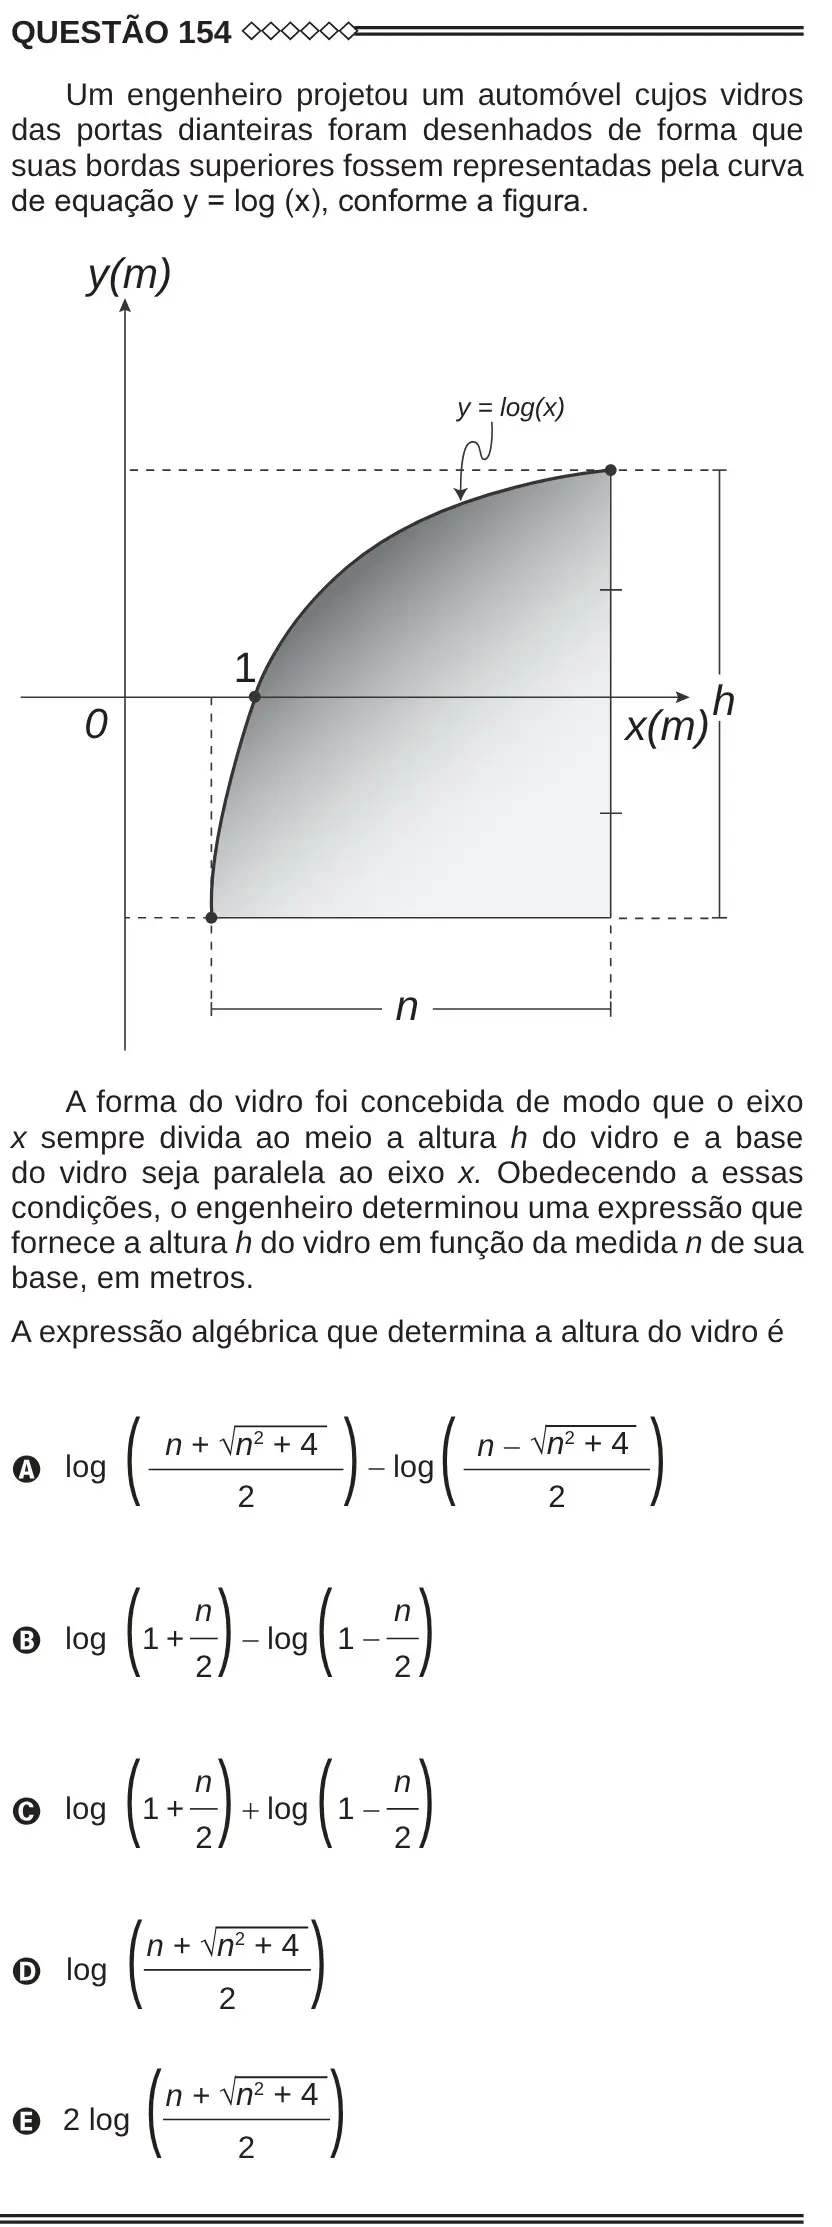 QUESTÃO 154
Um engenheiro projetou um automóvel cujos vidros
das portas dianteiras foram desenhados de forma que
suas bordas superiores fossem representadas pela curva
de equação y = log (x), conforme a figura.
y(m)
y = log(x)
1
0
x(m)
h
n
A forma do vidro foi concebida de modo que o eixo
x sempre divida ao meio a altura h do vidro e a base
do vidro seja paralela ao eixo x. Obedecendo a essas
condições, o engenheiro determinou uma expressão que
fornece a altura h do vidro em função da medida n de sua
base, em metros.
A expressão algébrica que determina a altura do vidro é
A log ( (n + √(n² + 4)) / 2 ) – log ( (n – √(n² + 4)) / 2 )
B log (1 + n/2) – log (1 – n/2)
C log (1 + n/2) + log (1 – n/2)
D log ( (n + √(n² + 4)) / 2 )
E 2 log ( (n + √(n² + 4)) / 2 )